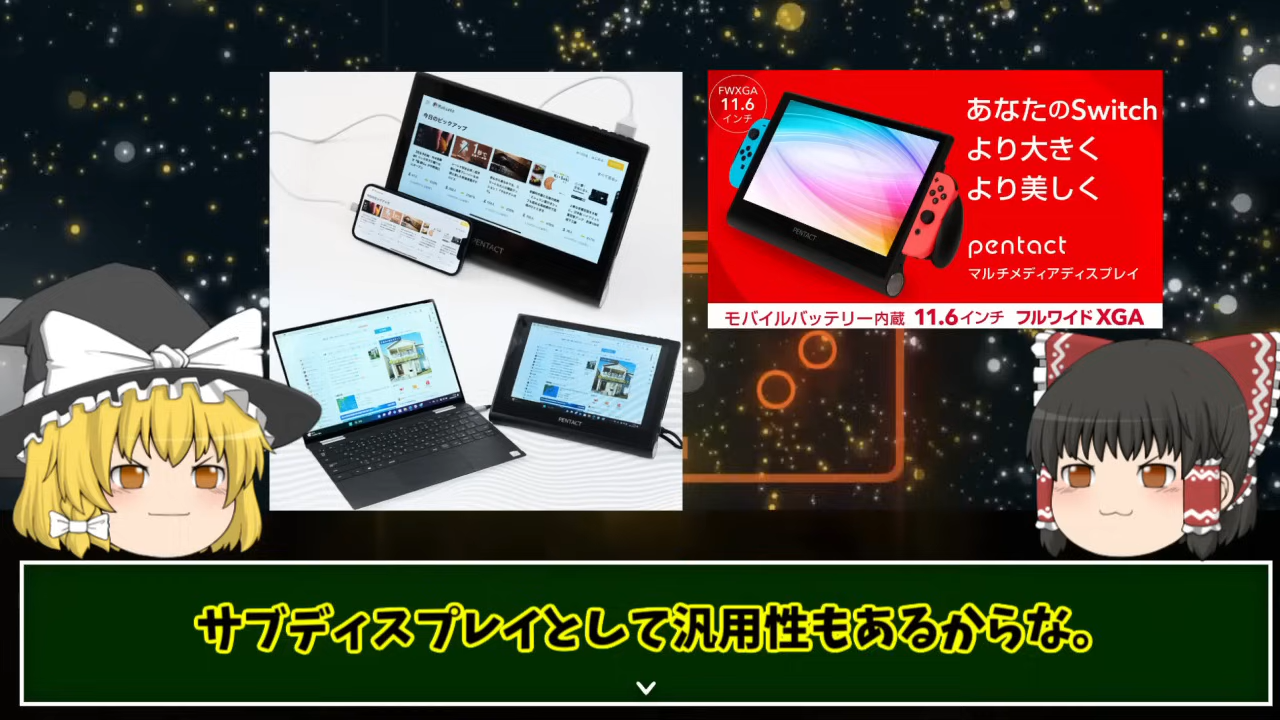 今日のピックアップ
PENTACT
PENTACT
FWXGA
11.6
インチ
PENTACT
あなたのSwitch
より大きく
より美しく
pentact
マルチメディアディスプレイ
モバイルバッテリー内蔵 11.6インチ フルワイドXGA
サブディスプレイとして汎用性もあるからな。